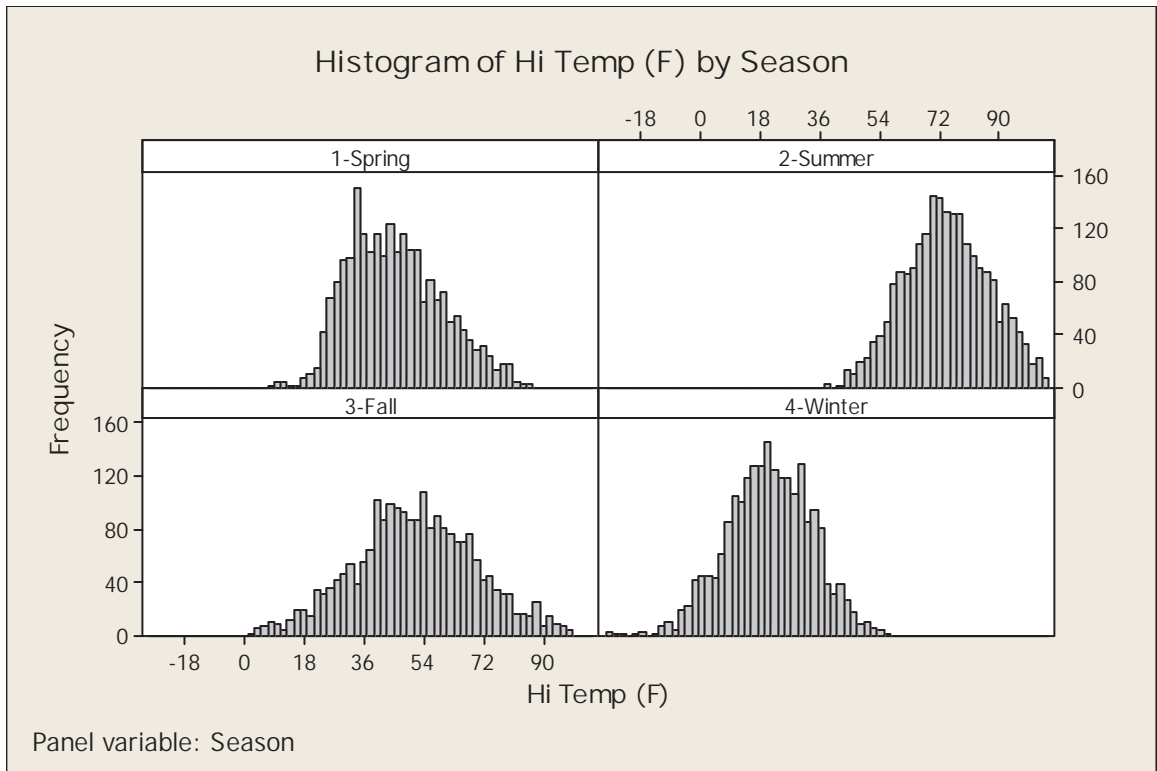 Histogram of Hi Temp (F) by Season
-18 0 18 36 54 72 90
1-Spring 2-Summer
160
120
80
40
0
Frequency
3-Fall 4-Winter
160
120
80
40
0
-18 0 18 36 54 72 90
Hi Temp (F)
Panel variable: Season